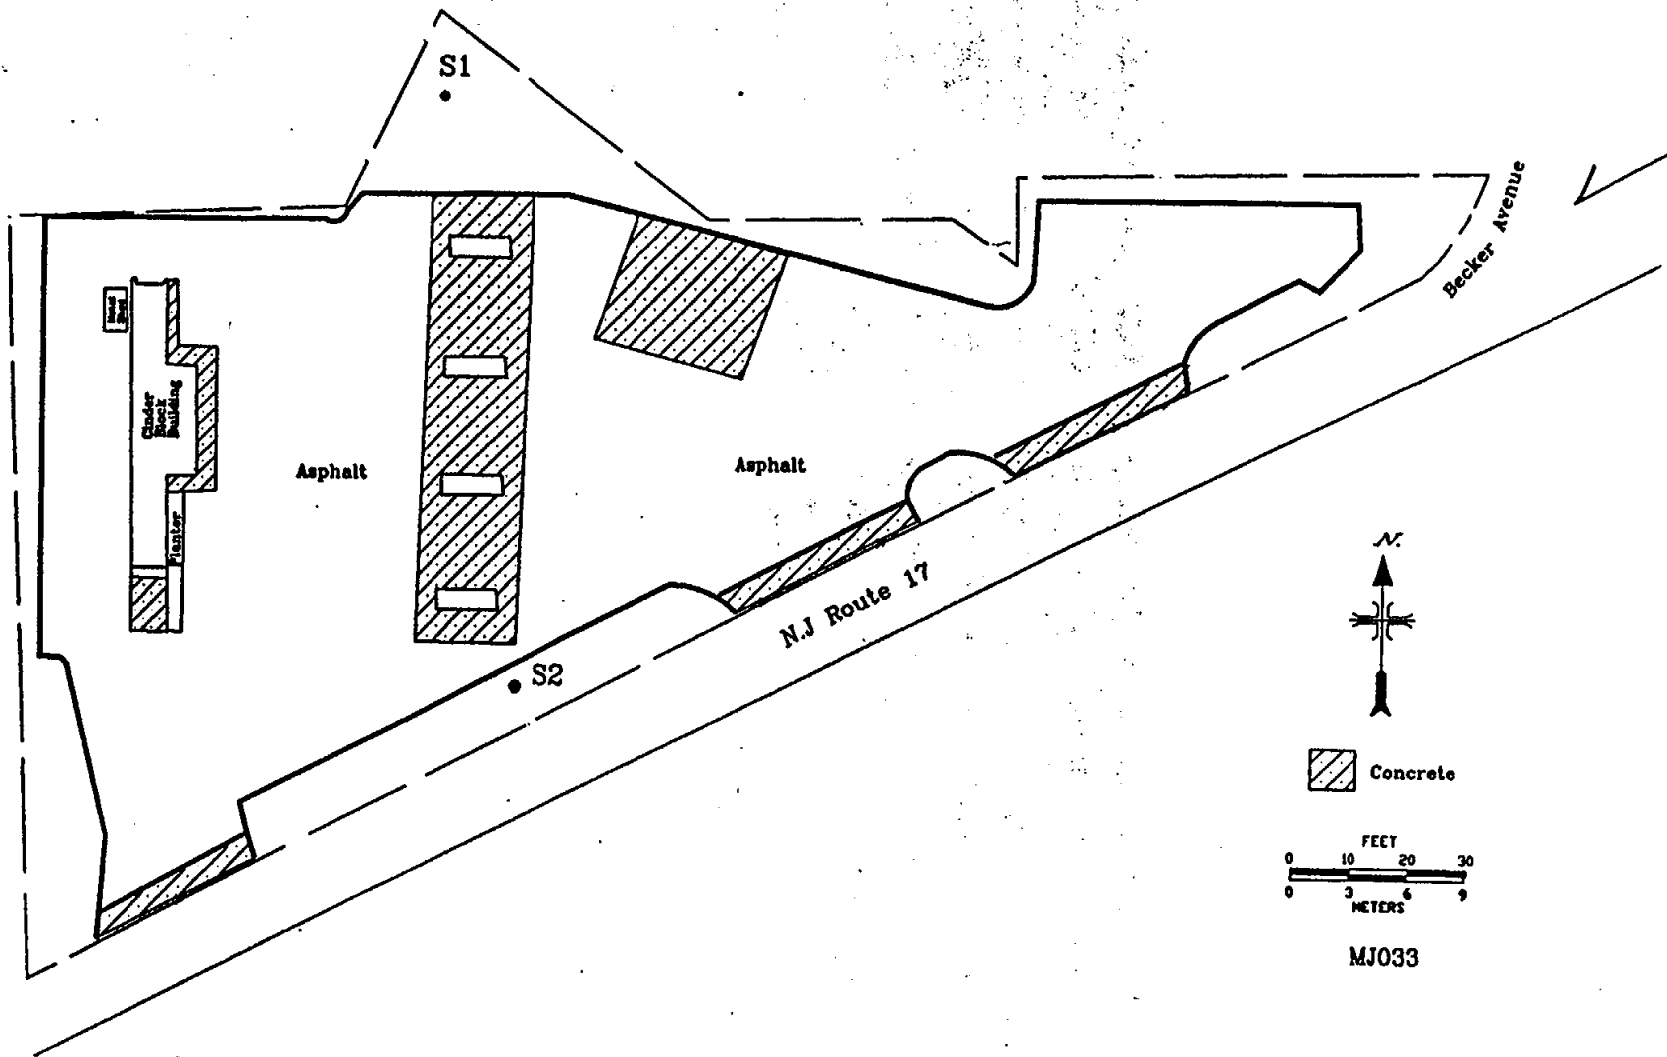 S1
Becker Avenue
Cinder
Block
Building
Asphalt
Asphalt
Planter
N.J Route 17
S2
N.
Concrete
FEET
0 10 20 30
0 3 6 9
METERS
MJ033